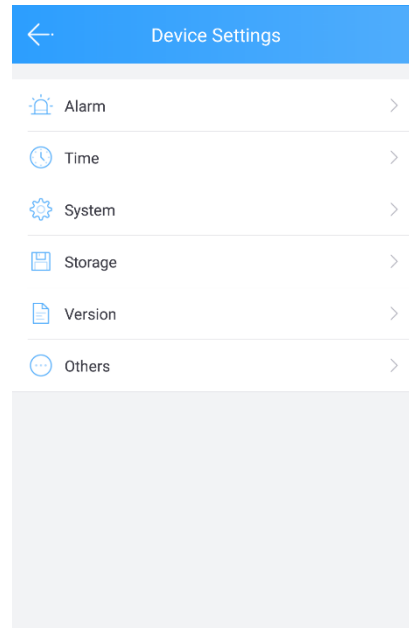 Device Settings
Alarm
Time
System
Storage
Version
Others